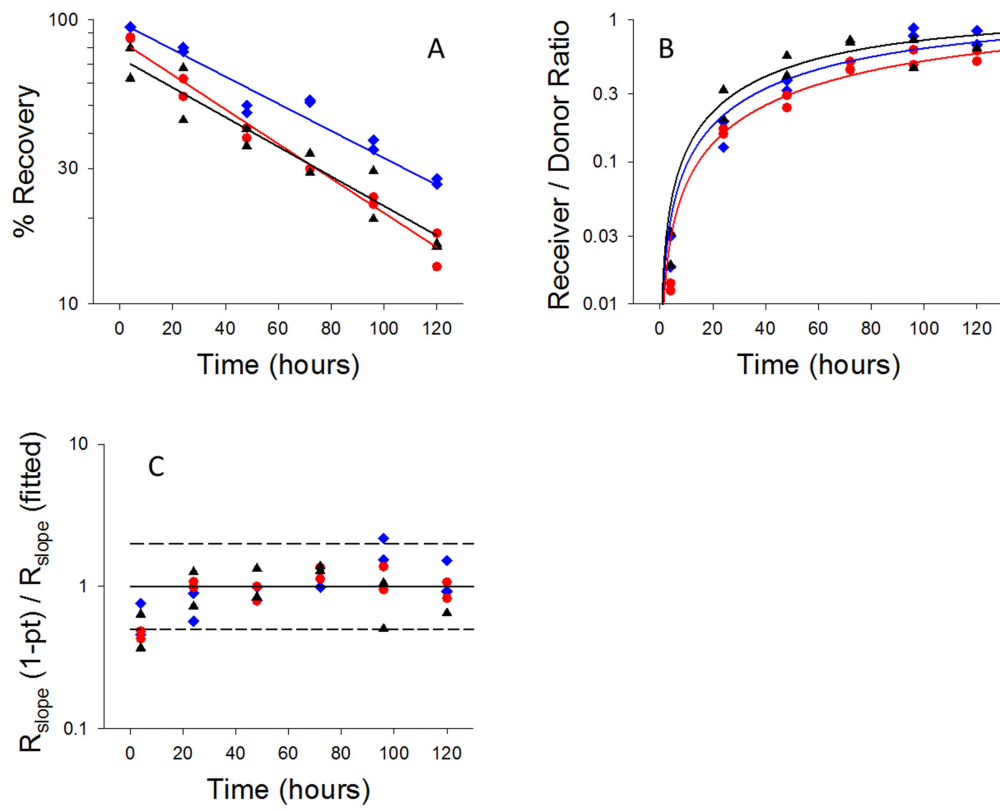 A
% Recovery
100
30
10
0 20 40 60 80 100 120
Time (hours)
B
Receiver / Donor Ratio
1
0.3
0.1
0.03
0.01
0 20 40 60 80 100 120
Time (hours)
C
Rslope (1-pt) / Rslope (fitted)
10
1
0.1
0 20 40 60 80 100 120
Time (hours)